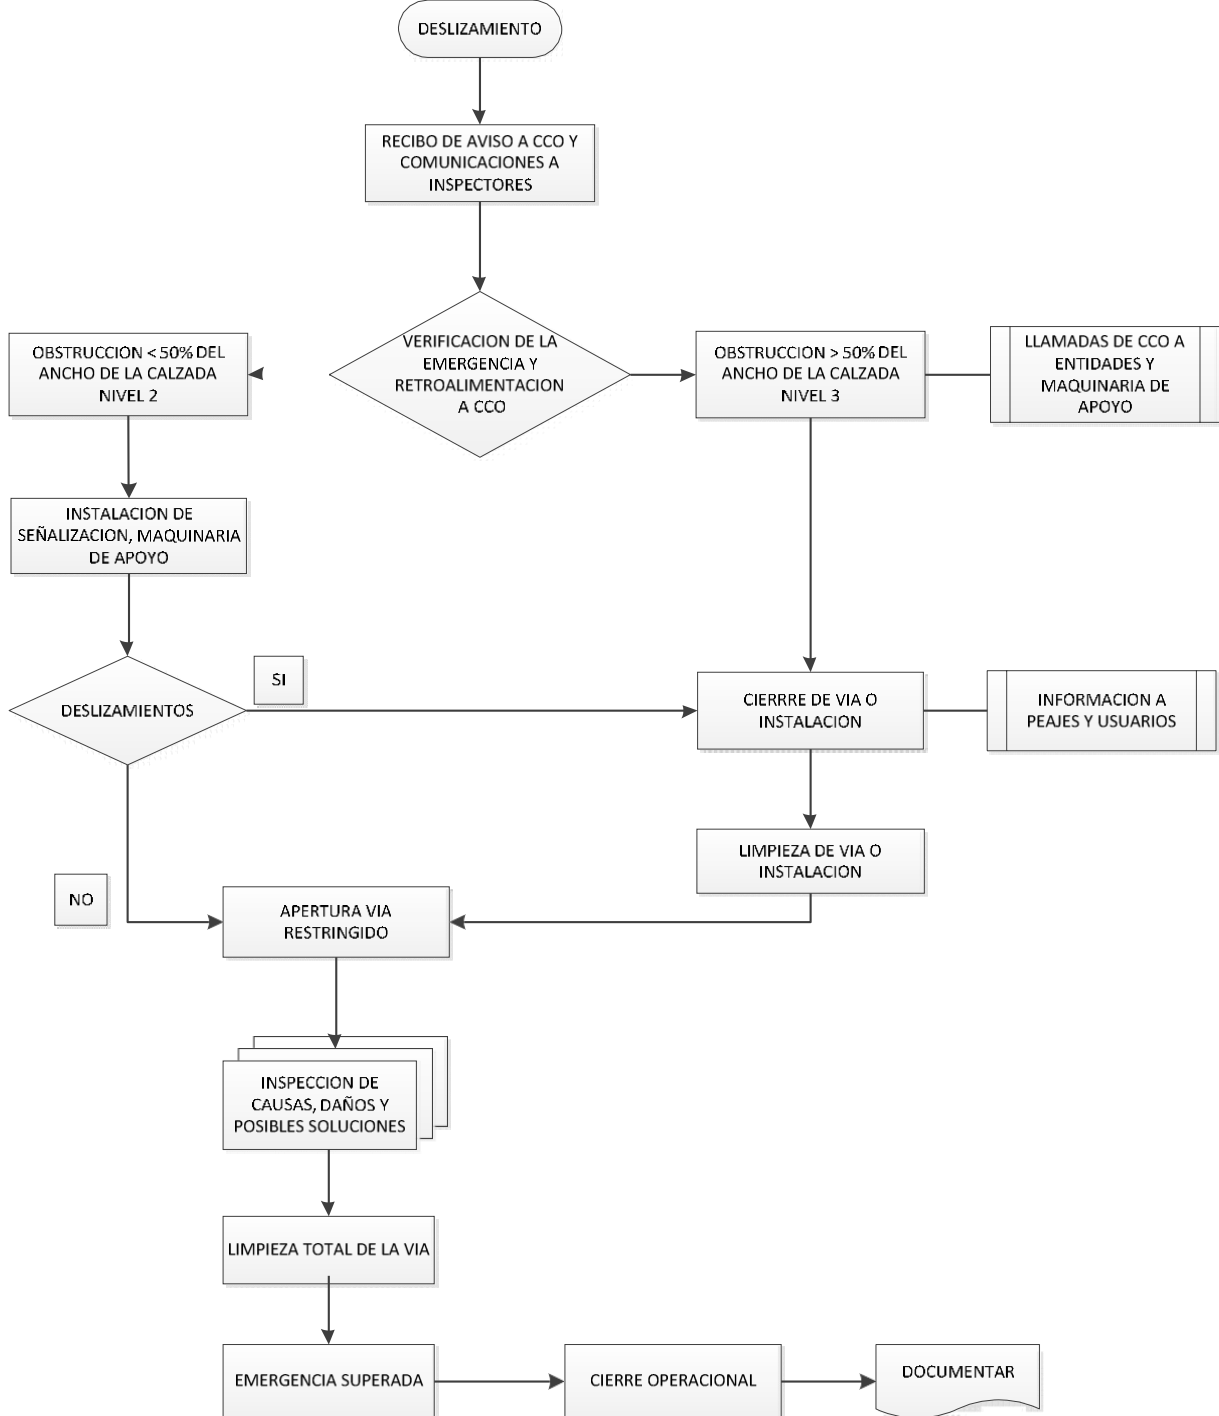 DESLIZAMIENTO
RECIBO DE AVISO A CCO Y
COMUNICACIONES A
INSPECTORES
VERIFICACION DE LA
EMERGENCIA Y
RETROALIMENTACION
A CCO
OBSTRUCCION < 50% DEL
ANCHO DE LA CALZADA
NIVEL 2
OBSTRUCCION > 50% DEL
ANCHO DE LA CALZADA
NIVEL 3
LLAMADAS DE CCO A
ENTIDADES Y
MAQUINARIA DE
APOYO
INSTALACION DE
SEÑALIZACION, MAQUINARIA
DE APOYO
DESLIZAMIENTOS
SI
CIERRRE DE VIA O
INSTALACION
INFORMACION A
PEAJES Y USUARIOS
LIMPIEZA DE VIA O
INSTALACION
NO
APERTURA VIA
RESTRINGIDO
INSPECCION DE
CAUSAS, DAÑOS Y
POSIBLES SOLUCIONES
LIMPIEZA TOTAL DE LA VIA
EMERGENCIA SUPERADA
CIERRE OPERACIONAL
DOCUMENTAR